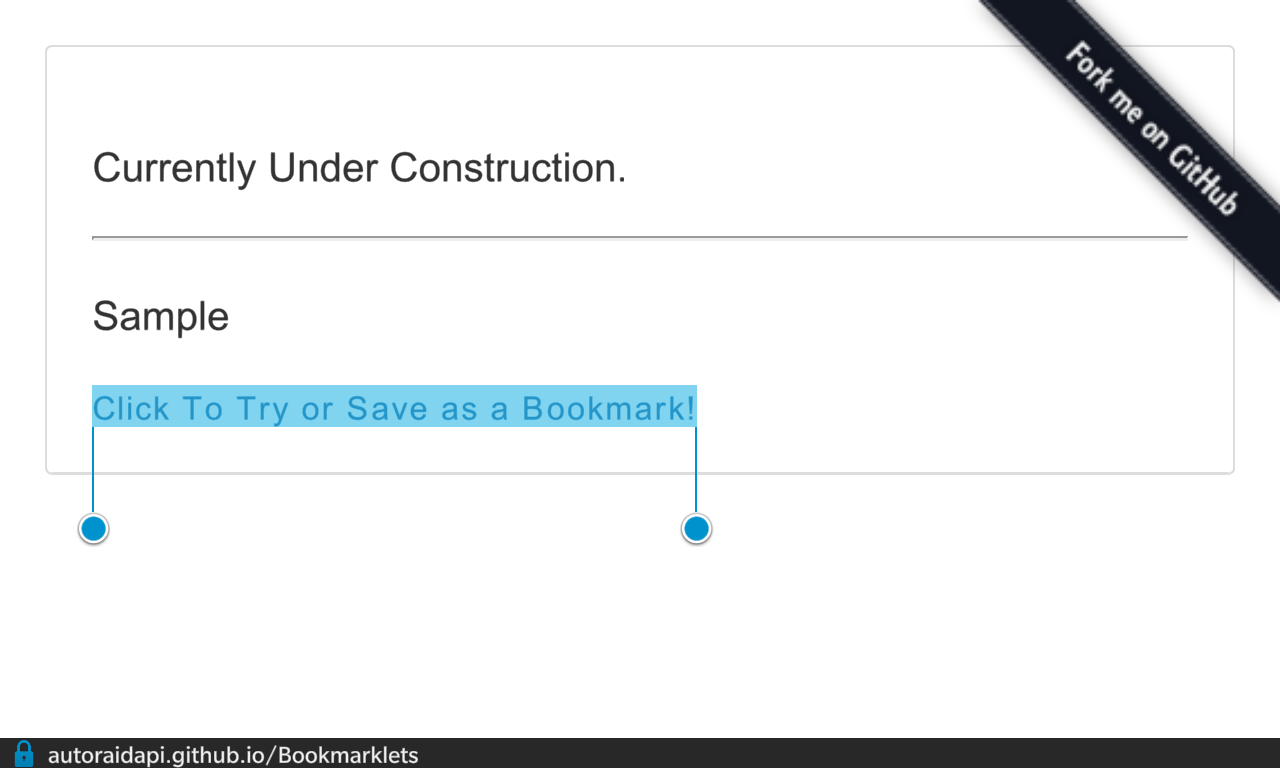 Fork me on GitHub
Currently Under Construction.
Sample
Click To Try or Save as a Bookmark!
autoraidapi.github.io/Bookmarklets